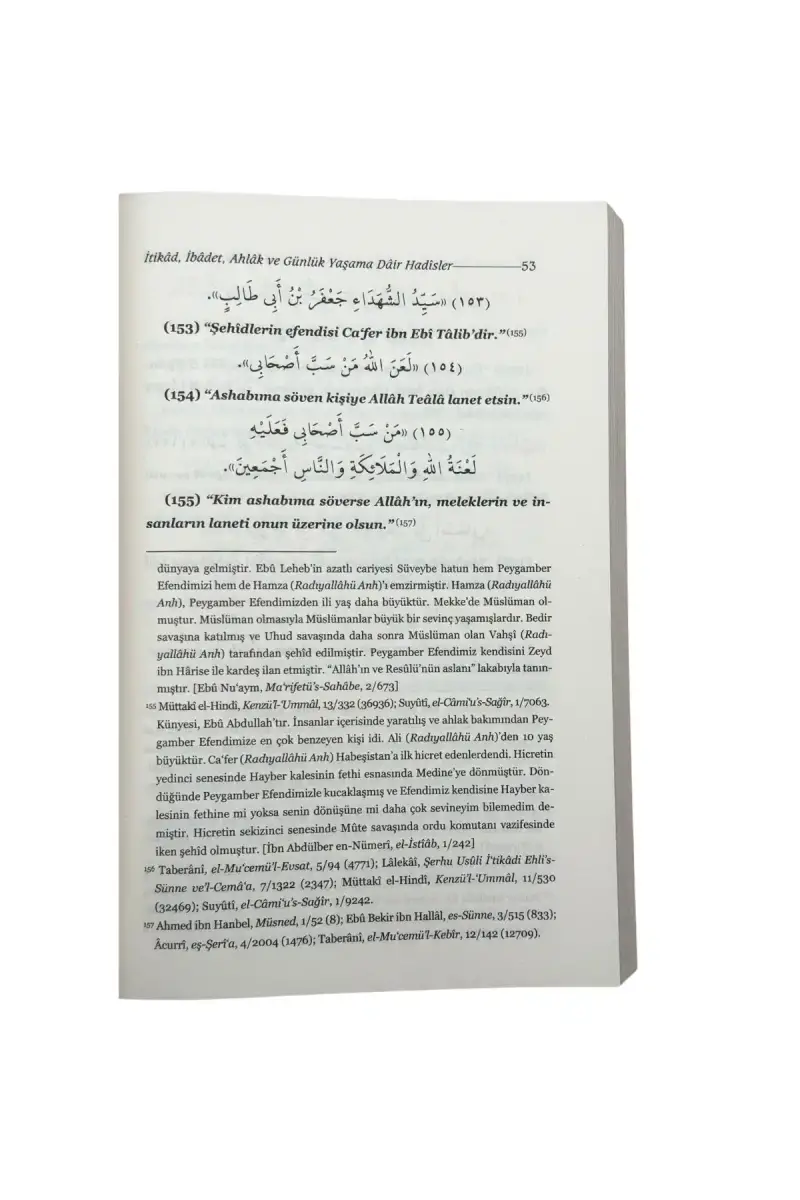 İtikâd, İbâdet, Ahlâk ve Günlük Yaşama Dâir Hadisler 53
(١٥٣) «سَيِّدُ الشُّهَدَاءِ جَعْفَرُ بْنُ أَبِي طَالِبٍ».
(153) “Şehîdlerin efendisi Ca‘fer ibn Ebî Tâlib’dir.”(155)
(١٥٤) «لَعَنَ اللهُ مَنْ سَبَّ أَصْحَابِي».
(154) “Ashabıma söven kişiye Allâh Teâlâ lanet etsin.”(156)
(١٥٥) «مَنْ سَبَّ أَصْحَابِي فَعَلَيْهِ
لَعْنَةُ اللهِ وَالْمَلَائِكَةِ وَالنَّاسِ أَجْمَعِينَ».
(155) “Kim ashabıma söverse Allâh’ın, meleklerin ve in-
sanların laneti onun üzerine olsun.”(157)
dünyaya gelmiştir. Ebû Leheb’in azatlı cariyesi Süveybe hatun hem Peygamber
Efendimizi hem de Hamza (Radıyallâhü Anh)’ı emzirmiştir. Hamza (Radıyallâhü
Anh), Peygamber Efendimizden ili yaş daha büyüktür. Mekke’de Müslüman ol-
muştur. Müslüman olmasıyla Müslümanlar büyük bir sevinç yaşamışlardır. Bedir
savaşına katılmış ve Uhud savaşında daha sonra Müslüman olan Vahşî (Radı-
yallâhü Anh) tarafından şehîd edilmiştir. Peygamber Efendimiz kendisini Zeyd
ibn Hârise ile kardeş ilan etmiştir. “Allâh’ın ve Resûlü’nün aslanı” lakabıyla tanın-
mıştır. [Ebû Nu‘aym, Ma‘rifetü’s-Sahâbe, 2/673]
155 Müttakî el-Hindî, Kenzü’l-‘Ummâl, 13/332 (36936); Suyûtî, el-Câmi‘u’s-Sağîr, 1/7063.
Künyesi, Ebû Abdullah’tır. İnsanlar içerisinde yaratılış ve ahlak bakımından Pey-
gamber Efendimize en çok benzeyen kişi idi. Ali (Radıyallâhü Anh)’den 10 yaş
büyüktür. Ca‘fer (Radıyallâhü Anh) Habeşistan’a ilk hicret edenlerdendi. Hicretin
yedinci senesinde Hayber kalesinin fethi esnasında Medine’ye dönmüştür. Dön-
düğünde Peygamber Efendimizle kucaklaşmış ve Efendimiz kendisine Hayber ka-
lesinin fethine mi yoksa senin dönüşüne mi daha çok sevineyim bilemedim de-
miştir. Hicretin sekizinci senesinde Mûte savaşında ordu komutanı vazifesinde
iken şehîd olmuştur. [İbn Abdülber en-Nümerî, el-İstîâb, 1/242]
156 Taberânî, el-Mu‘cemü’l-Evsat, 5/94 (4771); Lâlekâî, Şerhu Usûli İ‘tikâdi Ehli’s-
Sünne ve’l-Cemâ‘a, 7/1322 (2347); Müttakî el-Hindî, Kenzü’l-‘Ummâl, 11/530
(32469); Suyûtî, el-Câmi‘u’s-Sağîr, 1/9242.
157 Ahmed ibn Hanbel, Müsned, 1/52 (8); Ebû Bekir ibn Hallâl, es-Sünne, 3/515 (833);
Âcurrî, eş-Şerî‘a, 4/2004 (1476); Taberânî, el-Mu‘cemü’l-Kebîr, 12/142 (12709).